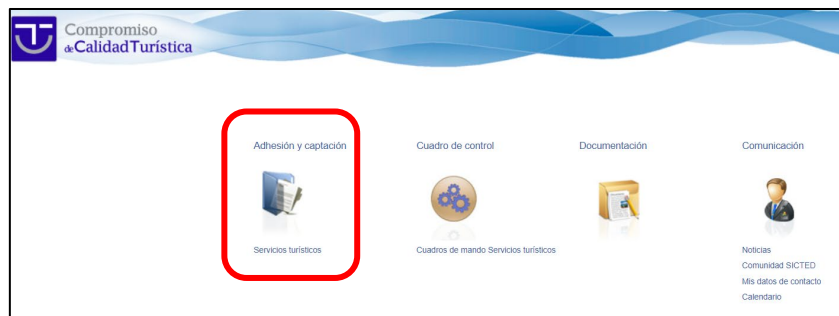 Compromiso
de Calidad Turística
Adhesión y captación
Cuadro de control
Documentación
Comunicación
Servicios turísticos
Cuadros de mando Servicios turísticos
Noticias
Comunidad SICTED
Mis datos de contacto
Calendario